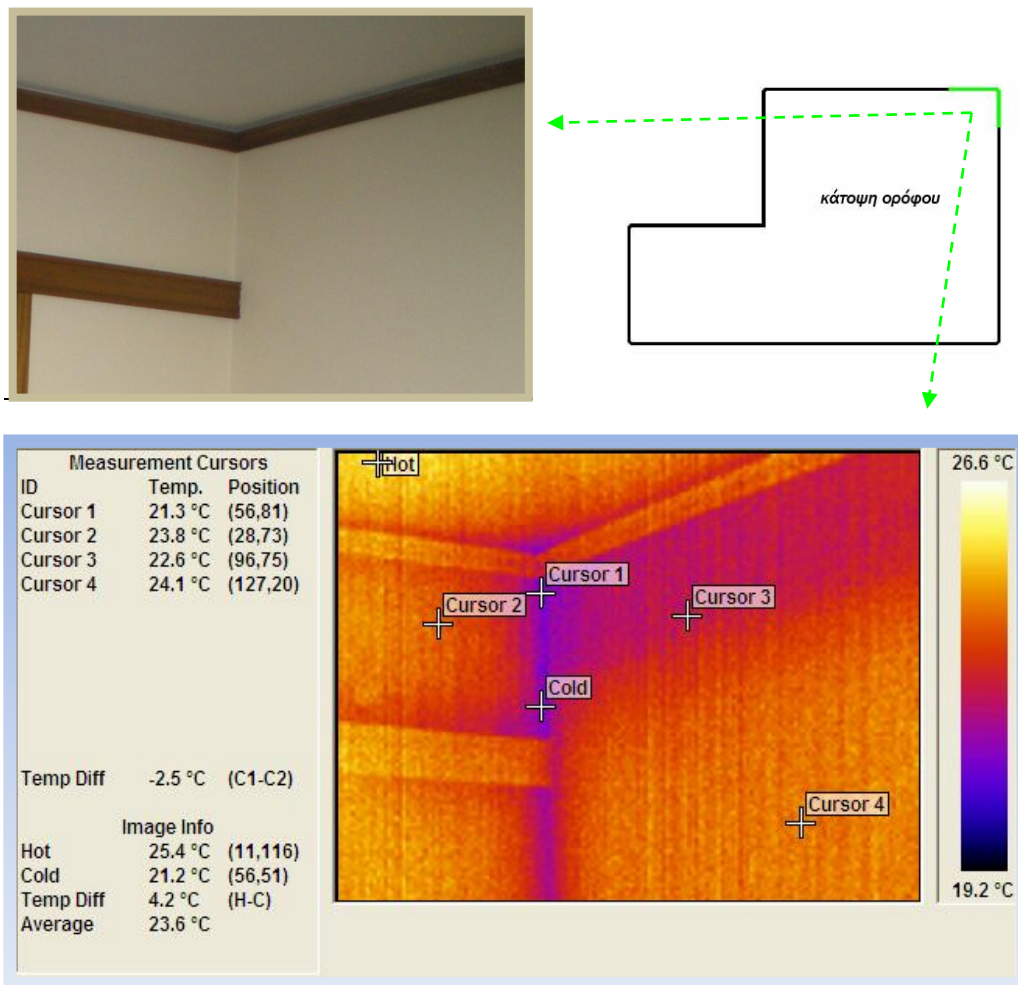 κάτοψη ορόφου
Measurement Cursors
ID Temp. Position
Cursor 1 21.3 °C (56,81)
Cursor 2 23.8 °C (28,73)
Cursor 3 22.6 °C (96,75)
Cursor 4 24.1 °C (127,20)
Temp Diff -2.5 °C (C1-C2)
Image Info
Hot 25.4 °C (11,116)
Cold 21.2 °C (56,51)
Temp Diff 4.2 °C (H-C)
Average 23.6 °C
Hot
Cursor 1
Cursor 2
Cursor 3
Cold
Cursor 4
26.6 °C
19.2 °C